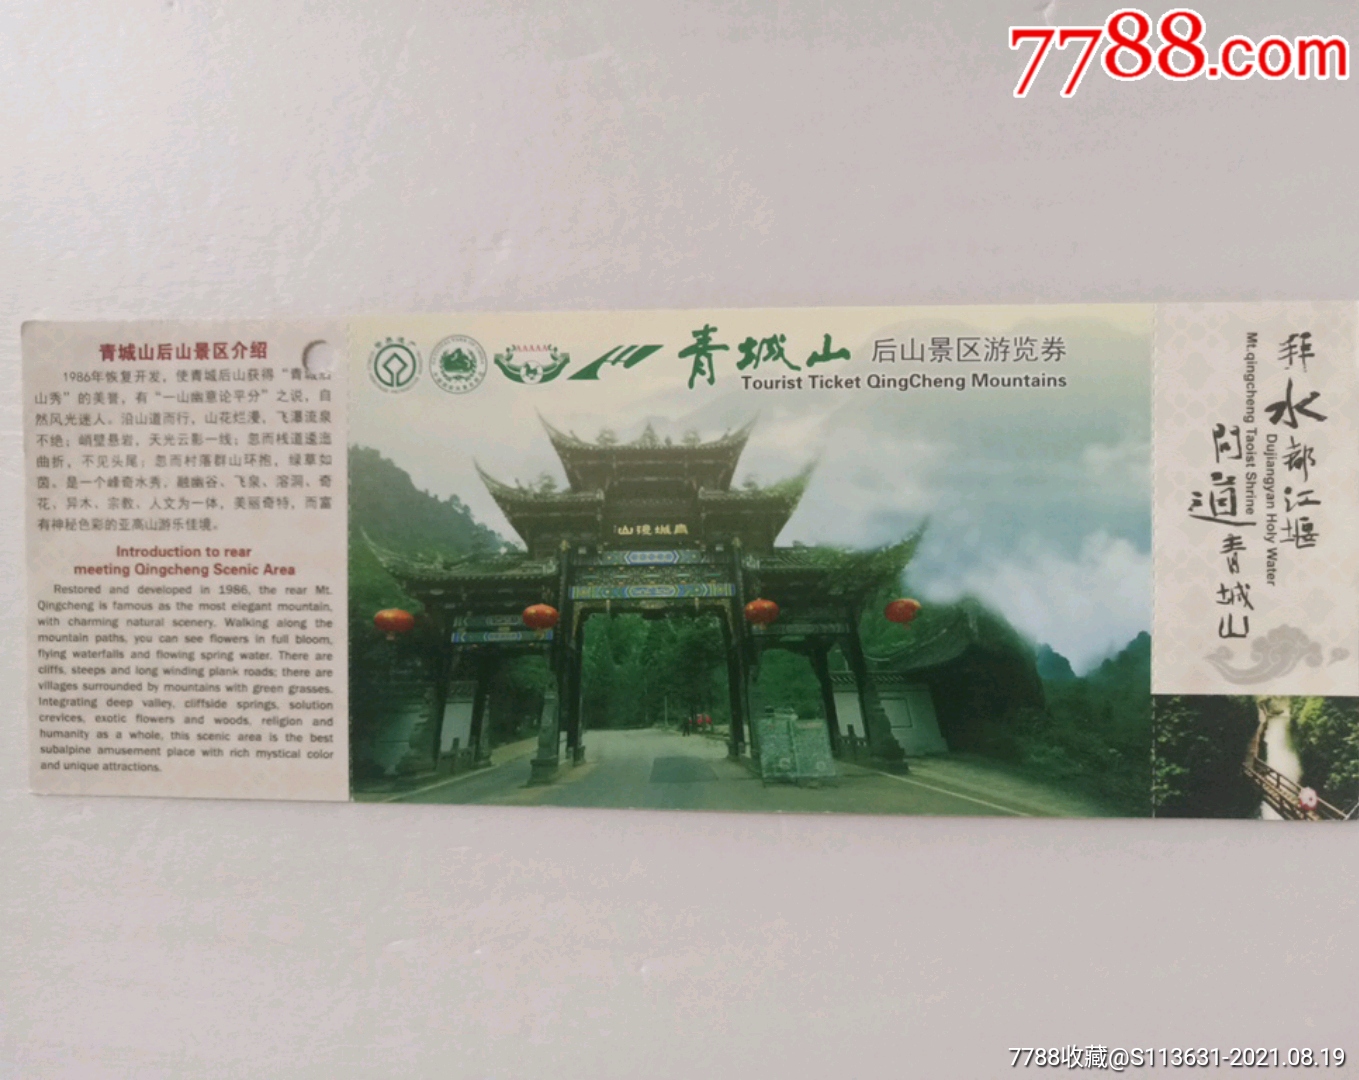 7788.com
青城山后山景区介绍
1986年恢复开发，使青城后山获得“青城后
山秀”的美誉，有“一山幽意论平分”之说，自
然风光迷人。沿山道而行，山花烂漫，飞瀑流泉
不绝；峭壁悬岩，天光云影一线；忽而栈道逶迤
曲折，不见头尾；忽而村落群山环抱，绿草如
茵。是一个峰奇水秀，融幽谷、飞泉、溶洞、奇
花、异木、宗教、人文为一体，美丽奇特，而富
有神秘色彩的亚高山游乐佳境。
Introduction to rear
meeting Qingcheng Scenic Area
Restored and developed in 1986, the rear Mt.
Qingcheng is famous as the most elegant mountain,
with charming natural scenery. Walking along the
mountain paths, you can see flowers in full bloom,
flying waterfalls and flowing spring water. There are
cliffs, steeps and long winding plank roads; there are
villages surrounded by mountains with green grasses.
Integrating deep valley, cliffside springs, solution
crevices, exotic flowers and woods, religion and
humanity as a whole, this scenic area is the best
subalpine amusement place with rich mystical color
and unique attractions.
青城山 后山景区游览券
Tourist Ticket QingCheng Mountains
AAAAA
拜水都江堰
Dujiangyan Holy Water
Mt.qingcheng Taoist Shrine
問道青城山
7788收藏@S113631-2021.08.19